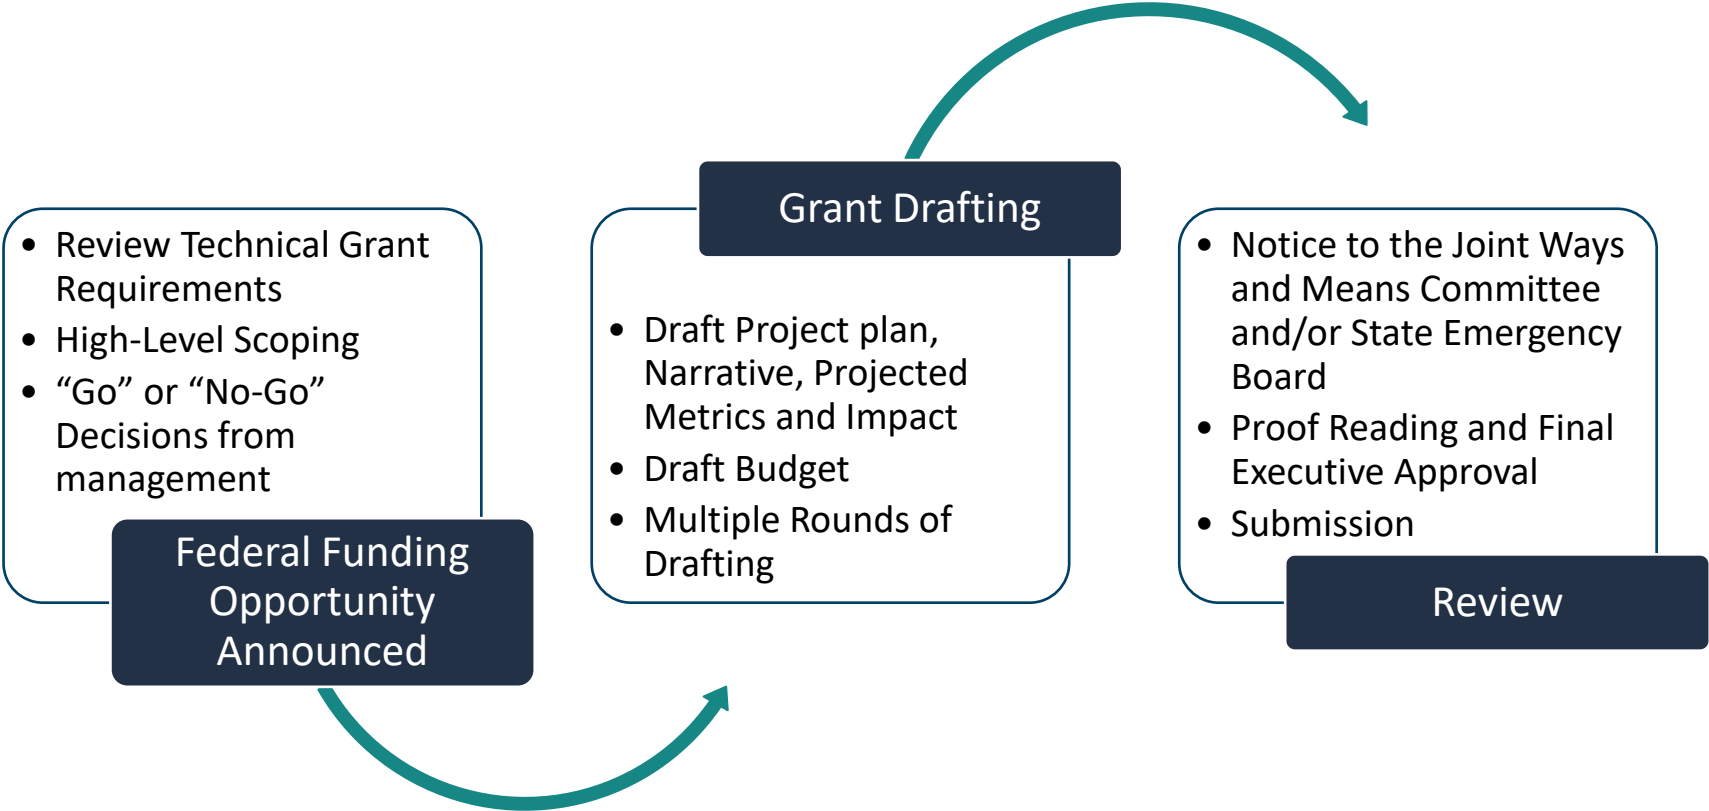 • Review Technical Grant
Requirements
• High-Level Scoping
• “Go” or “No-Go”
Decisions from
management
Federal Funding
Opportunity
Announced
Grant Drafting
• Draft Project plan,
Narrative, Projected
Metrics and Impact
• Draft Budget
• Multiple Rounds of
Drafting
• Notice to the Joint Ways
and Means Committee
and/or State Emergency
Board
• Proof Reading and Final
Executive Approval
• Submission
Review